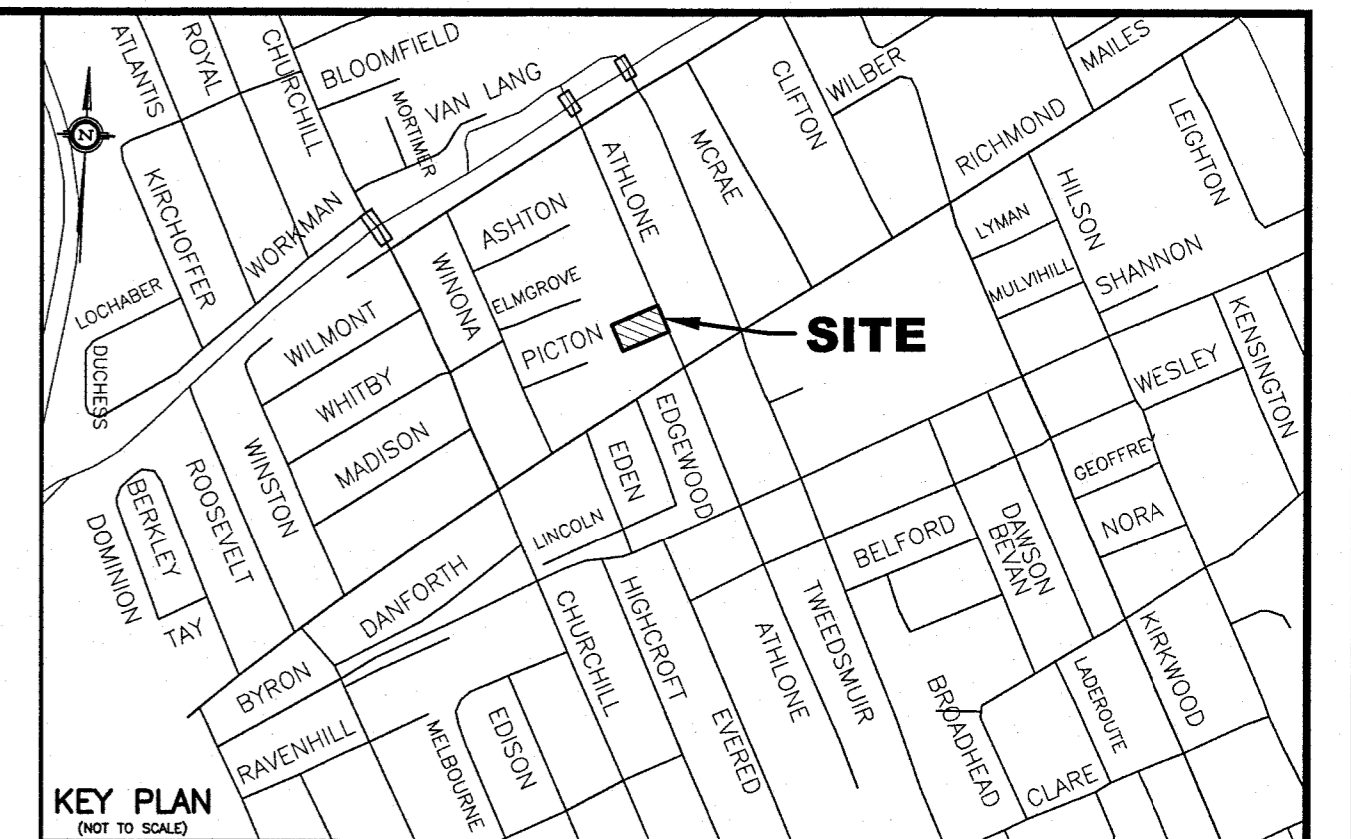 ATLANTIS
ROYAL
CHURCHILL
BLOOMFIELD
MORTIMER
VAN LANG
CLIFTON
WILBER
MAILES
N
KIRCHOFFER
WORKMAN
ATHLONE
MCRAE
RICHMOND
LEIGHTON
LOCHABER
DUCHESS
WINONA
ASHTON
ELMGROVE
PICTON
SITE
LYMAN
HILSON
MULVIHILL
SHANNON
KENSINGTON
WILMONT
WHITBY
MADISON
WESLEY
GEOFFREY
NORA
BERKLEY
DOMINION
TAY
ROOSEVELT
WINSTON
EDEN
EDGEWOOD
LINCOLN
DANFORTH
BYRON
RAVENHILL
MELBOURNE
EDISON
CHURCHILL
HIGHCROFT
EVERED
ATHLONE
TWEEDSMUIR
BELFORD
DAWSON
BEVAN
BROADHEAD
LADEROUTE
KIRKWOOD
CLARE
KEY PLAN
(NOT TO SCALE)